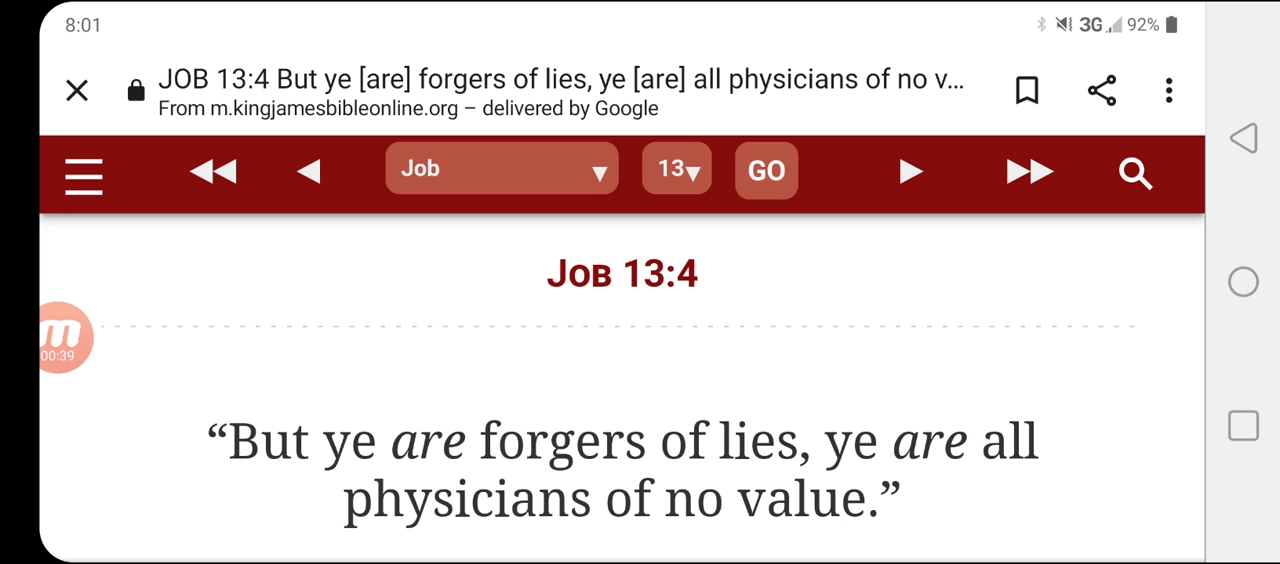 8:01
3G 92%
JOB 13:4 But ye [are] forgers of lies, ye [are] all physicians of no v...
From m.kingjamesbibleonline.org – delivered by Google
Job 13 GO
JOB 13:4
m
00:39
“But ye are forgers of lies, ye are all
physicians of no value.”